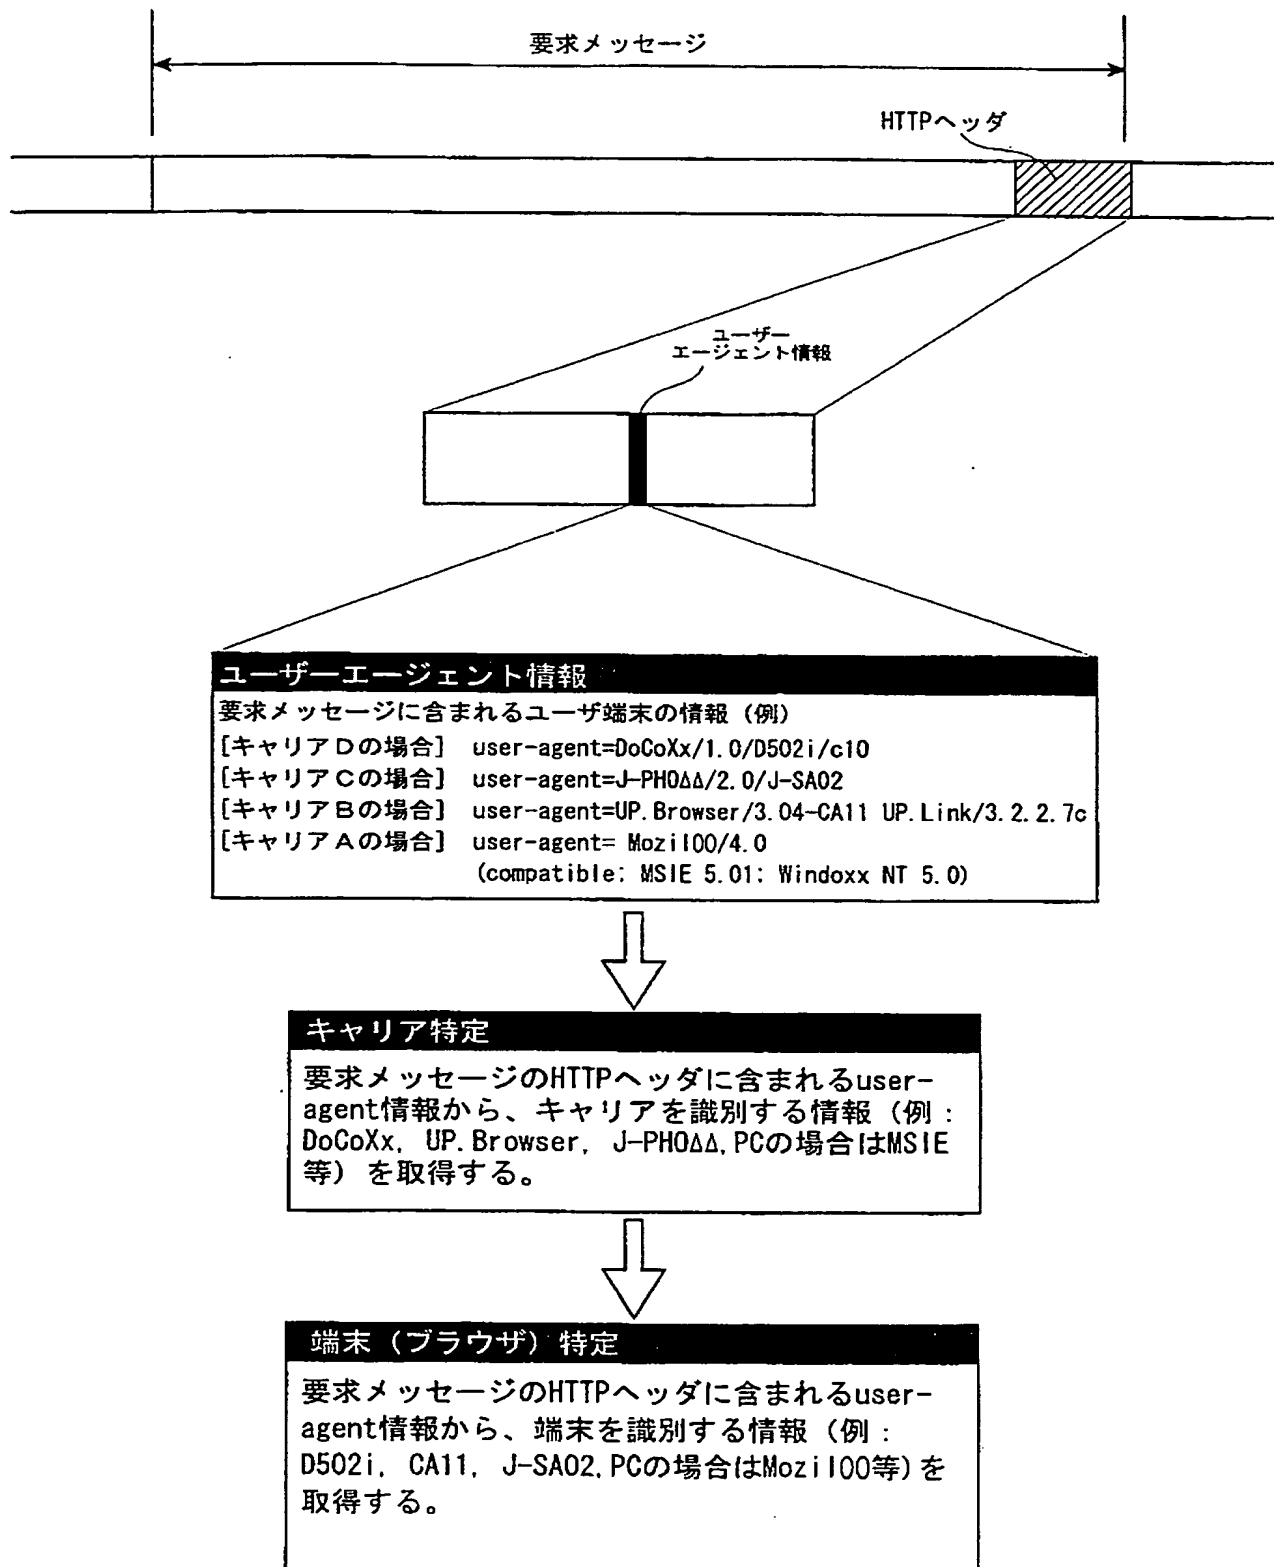 要求メッセージ
HTTPヘッダ
ユーザー
エージェント情報
ユーザーエージェント情報
要求メッセージに含まれるユーザ端末の情報（例）
[キャリアDの場合] user-agent=DoCoXx/1.0/D502i/c10
[キャリアCの場合] user-agent=J-PHOΔΔ/2.0/J-SA02
[キャリアBの場合] user-agent=UP.Browser/3.04-CA11 UP.Link/3.2.2.7c
[キャリアAの場合] user-agent= MozilOO/4.0
(compatible; MSIE 5.01; Windoxx NT 5.0)
キャリア特定
要求メッセージのHTTPヘッダに含まれるuser-
agent情報から、キャリアを識別する情報（例：
DoCoXx, UP.Browser, J-PHOΔΔ,PCの場合はMSIE
等）を取得する。
端末（ブラウザ）特定
要求メッセージのHTTPヘッダに含まれるuser-
agent情報から、端末を識別する情報（例：
D502i, CA11, J-SA02,PCの場合はMozilOO等)を
取得する。